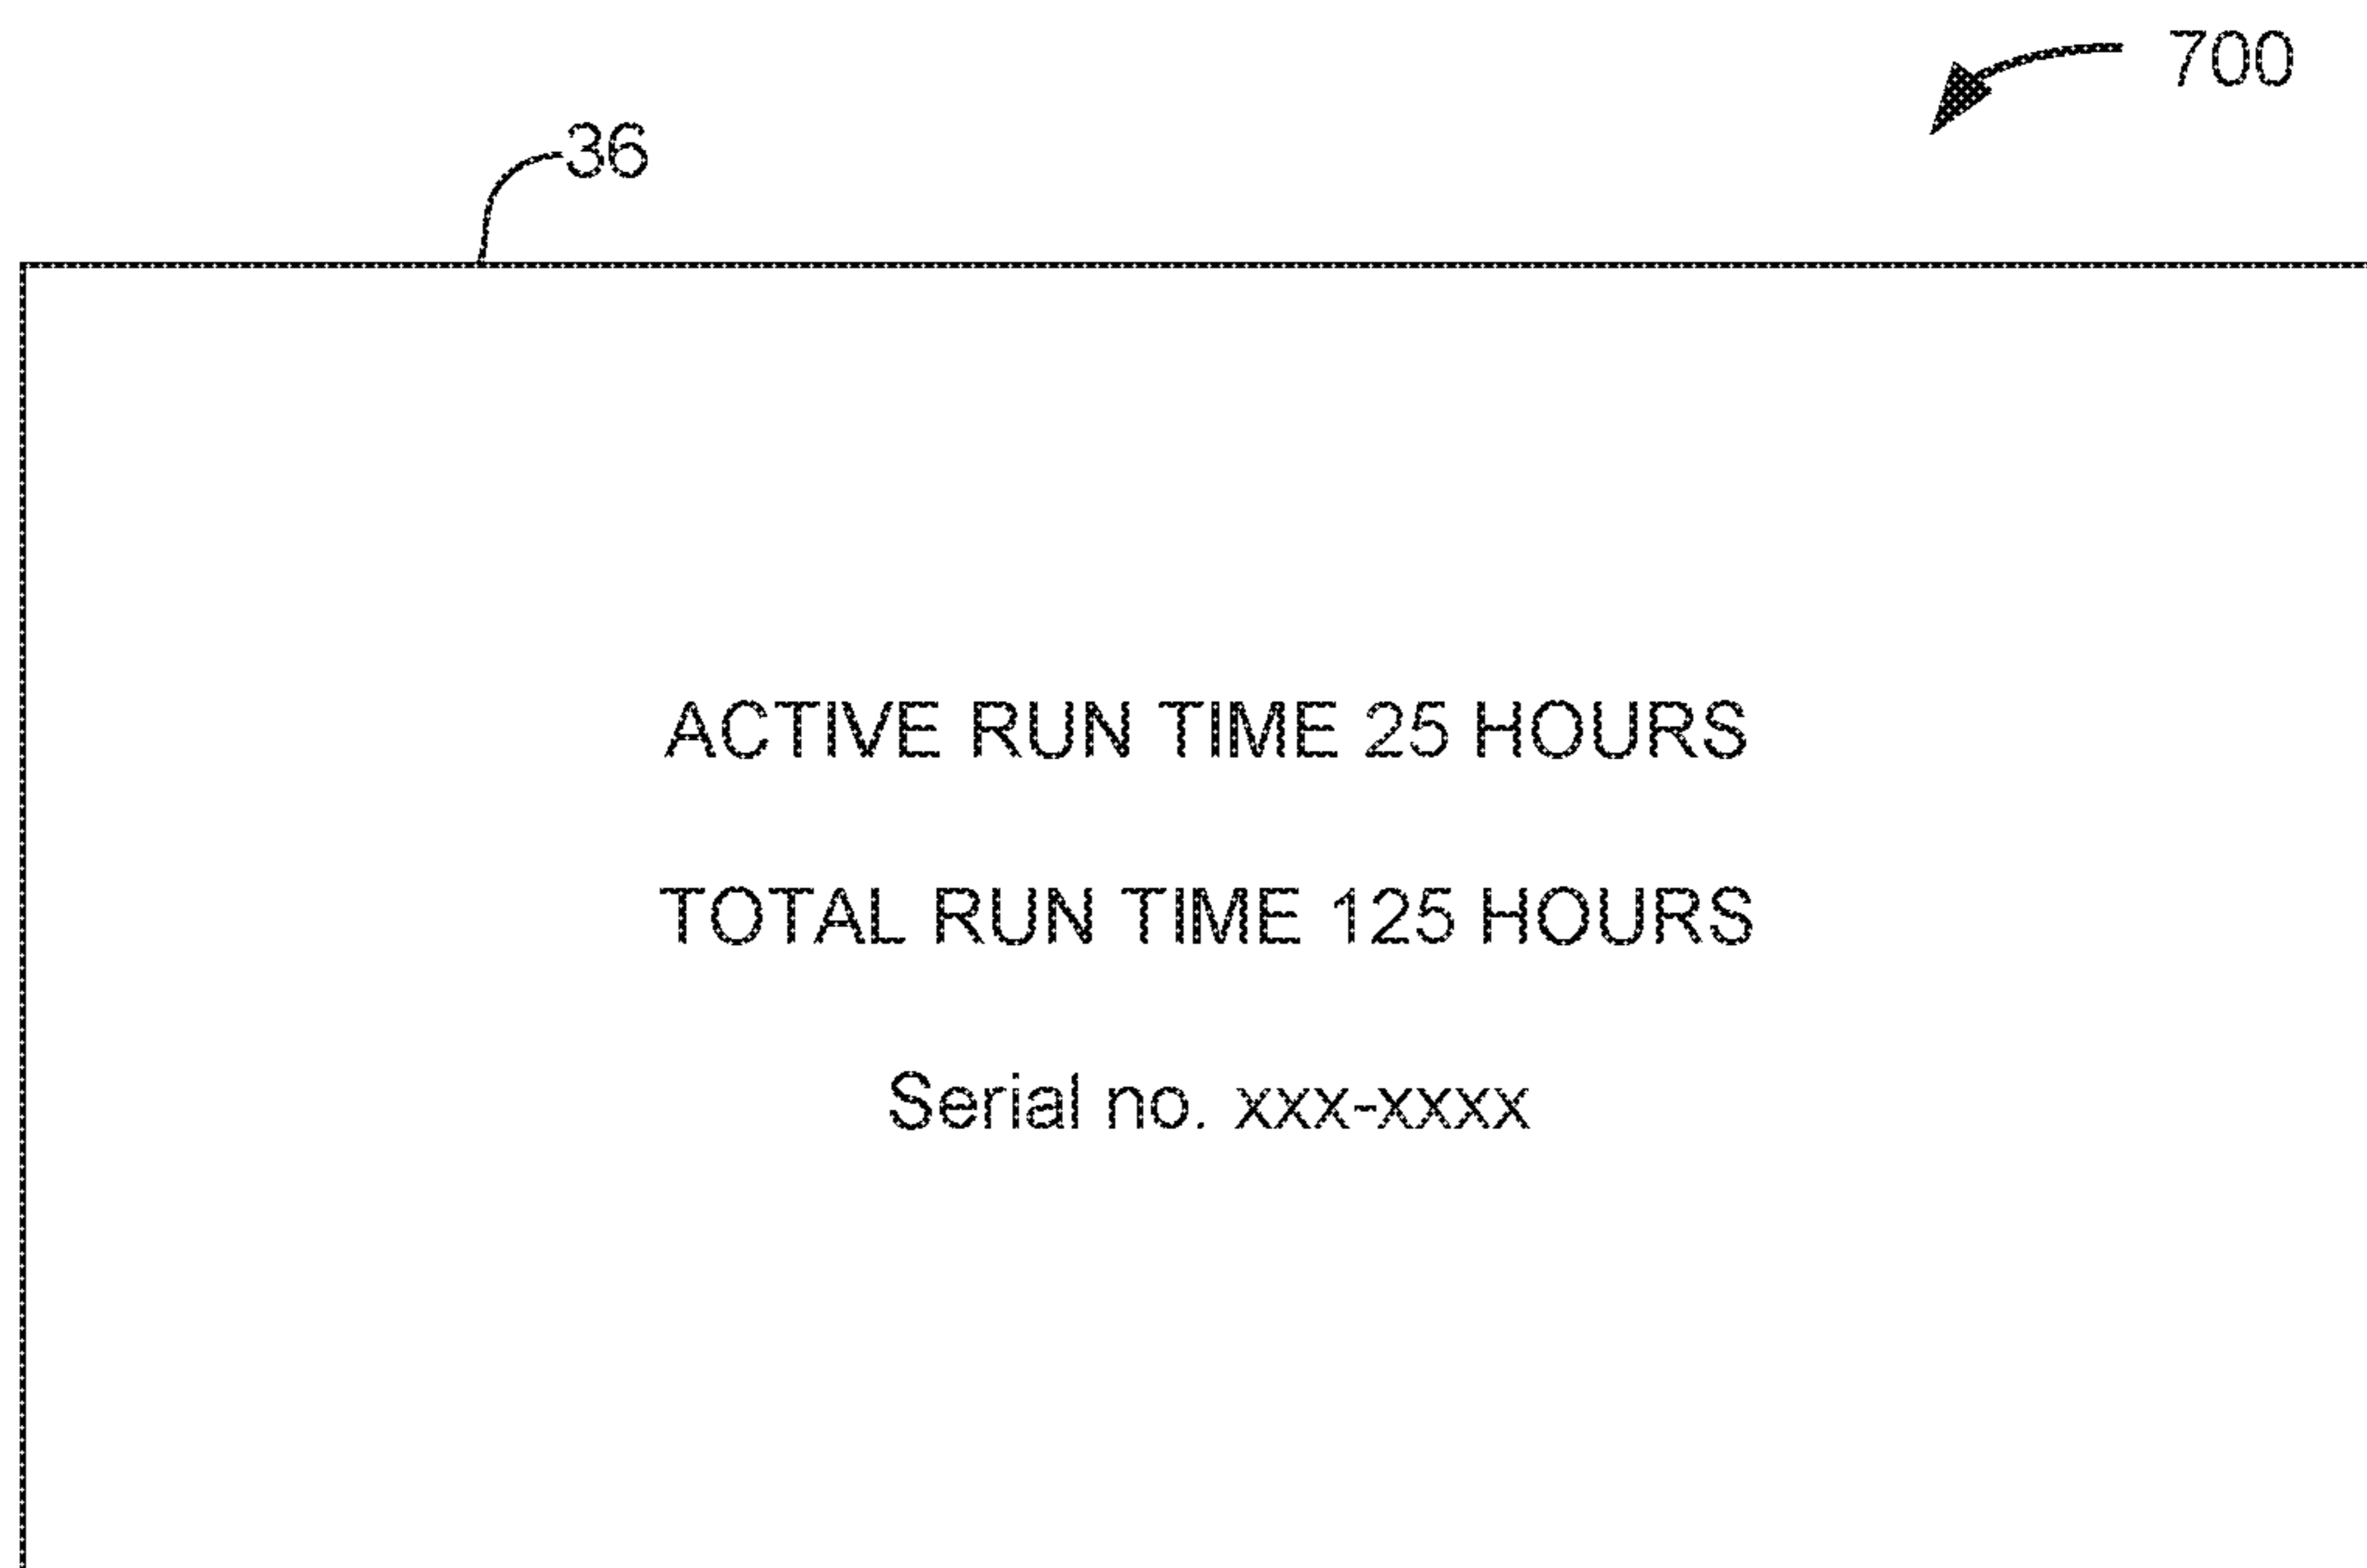 700
36
ACTIVE RUN TIME 25 HOURS
TOTAL RUN TIME 125 HOURS
Serial no. xxx-xxxx